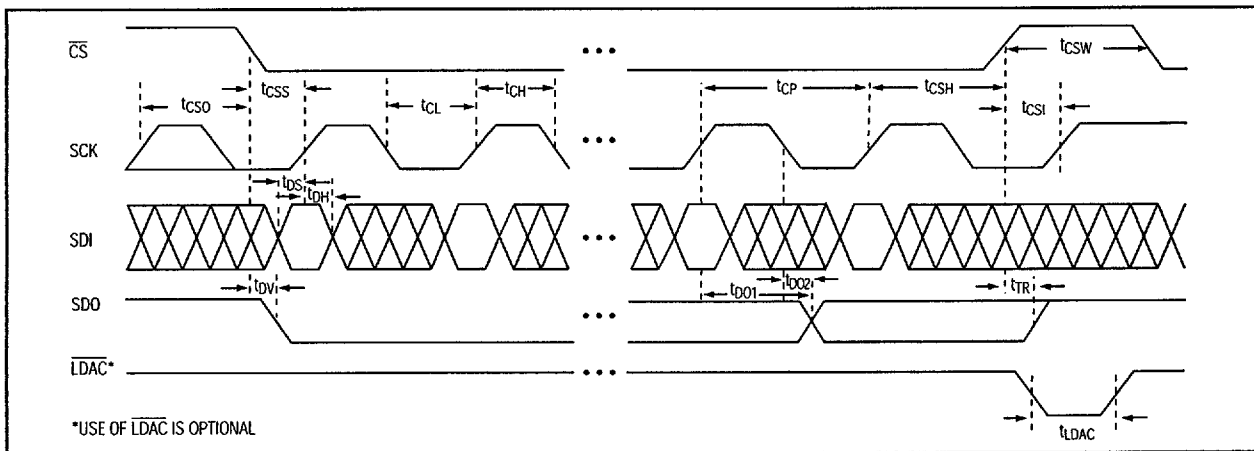 CS
tCSW
tCSO
tCSS
tCL
tCH
tCP
tCSH
tCSI
SCK
tDS
tDH
SDI
tDV
tDO1
tDO2
tTR
SDO
LDAC*
tLDAC
*USE OF LDAC IS OPTIONAL